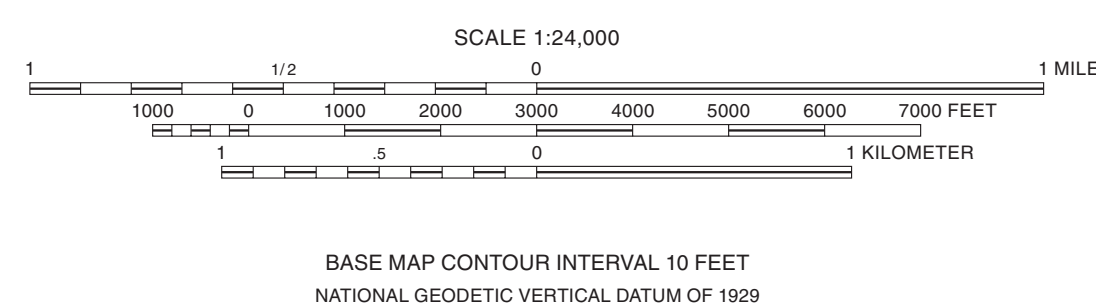 SCALE 1:24,000
1 1/2 0 1 MILE
1000 0 1000 2000 3000 4000 5000 6000 7000 FEET
1 .5 0 1 KILOMETER
BASE MAP CONTOUR INTERVAL 10 FEET
NATIONAL GEODETIC VERTICAL DATUM OF 1929